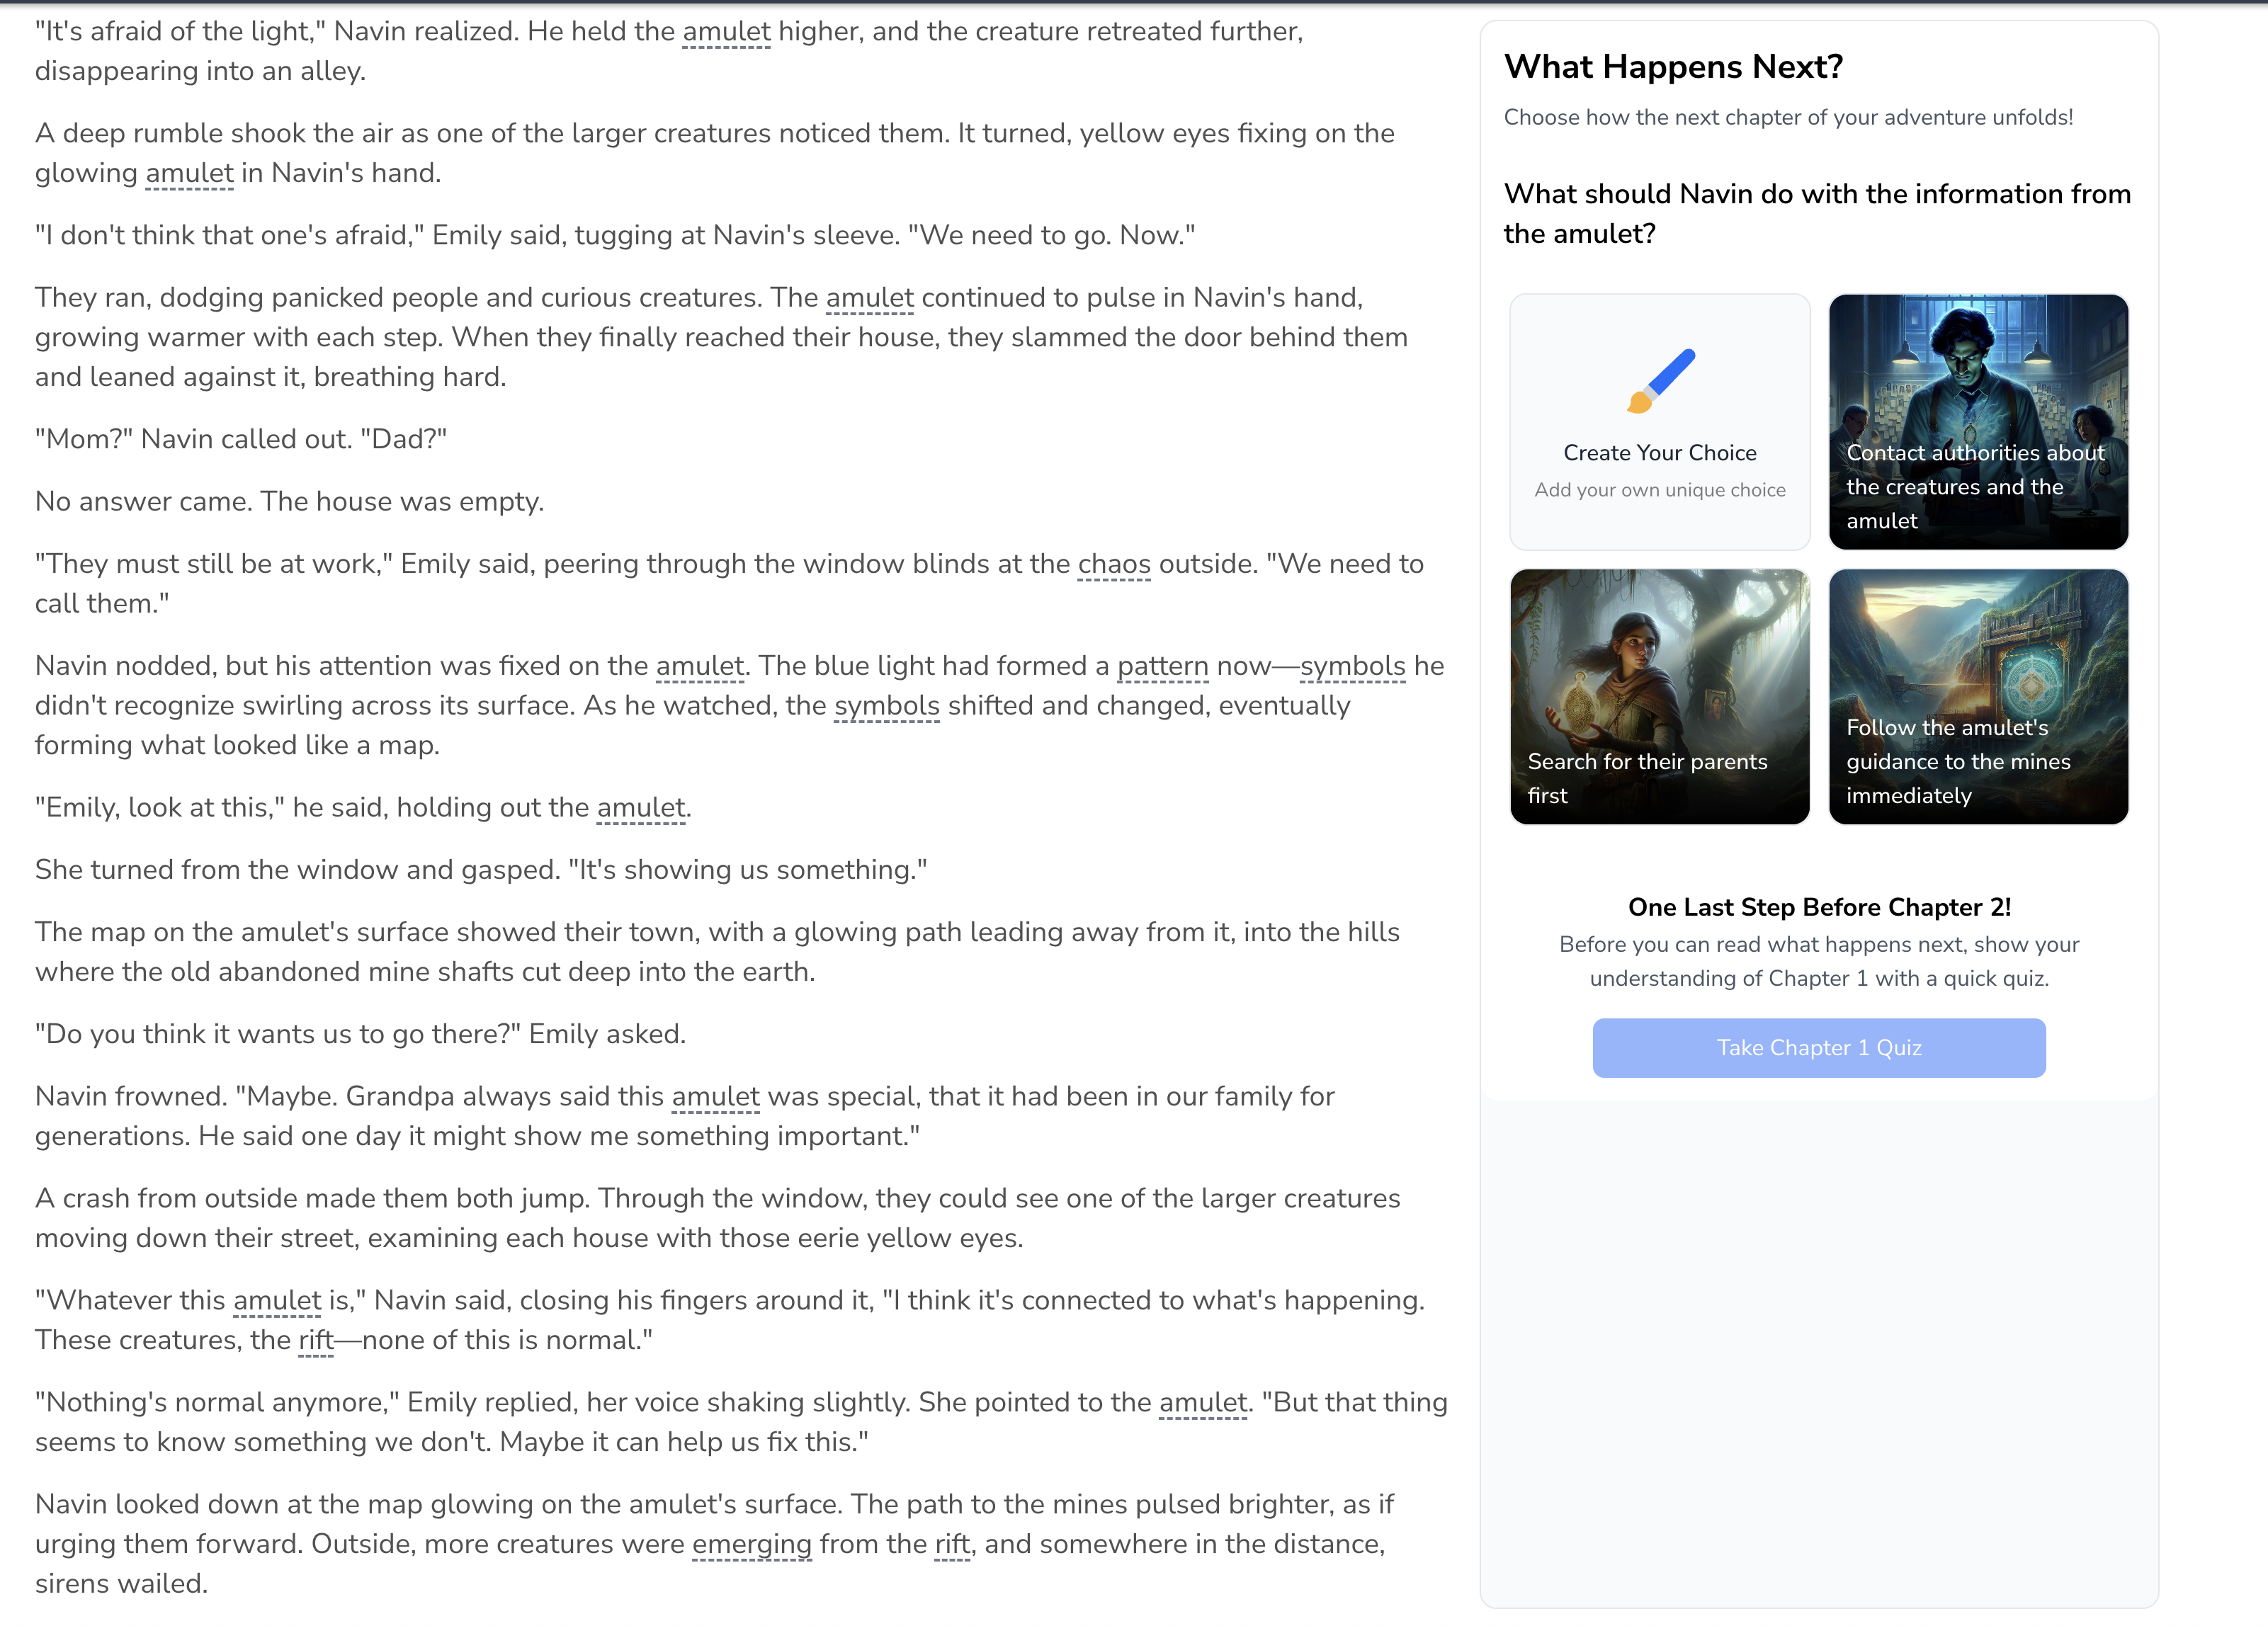 "It's afraid of the light," Navin realized. He held the amulet higher, and the creature retreated further,
disappearing into an alley.
A deep rumble shook the air as one of the larger creatures noticed them. It turned, yellow eyes fixing on the
glowing amulet in Navin's hand.
"I don't think that one's afraid," Emily said, tugging at Navin's sleeve. "We need to go. Now."
They ran, dodging panicked people and curious creatures. The amulet continued to pulse in Navin's hand,
growing warmer with each step. When they finally reached their house, they slammed the door behind them
and leaned against it, breathing hard.
"Mom?" Navin called out. "Dad?"
No answer came. The house was empty.
"They must still be at work," Emily said, peering through the window blinds at the chaos outside. "We need to
call them."
Navin nodded, but his attention was fixed on the amulet. The blue light had formed a pattern now—symbols he
didn't recognize swirling across its surface. As he watched, the symbols shifted and changed, eventually
forming what looked like a map.
"Emily, look at this," he said, holding out the amulet.
She turned from the window and gasped. "It's showing us something."
The map on the amulet's surface showed their town, with a glowing path leading away from it, into the hills
where the old abandoned mine shafts cut deep into the earth.
"Do you think it wants us to go there?" Emily asked.
Navin frowned. "Maybe. Grandpa always said this amulet was special, that it had been in our family for
generations. He said one day it might show me something important."
A crash from outside made them both jump. Through the window, they could see one of the larger creatures
moving down their street, examining each house with those eerie yellow eyes.
"Whatever this amulet is," Navin said, closing his fingers around it, "I think it's connected to what's happening.
These creatures, the rift—none of this is normal."
"Nothing's normal anymore," Emily replied, her voice shaking slightly. She pointed to the amulet. "But that thing
seems to know something we don't. Maybe it can help us fix this."
Navin looked down at the map glowing on the amulet's surface. The path to the mines pulsed brighter, as if
urging them forward. Outside, more creatures were emerging from the rift, and somewhere in the distance,
sirens wailed.
What Happens Next?
Choose how the next chapter of your adventure unfolds!
What should Navin do with the information from
the amulet?
Create Your Choice
Add your own unique choice
Contact authorities about
the creatures and the
amulet
Search for their parents
first
Follow the amulet's
guidance to the mines
immediately
One Last Step Before Chapter 2!
Before you can read what happens next, show your
understanding of Chapter 1 with a quick quiz.
Take Chapter 1 Quiz